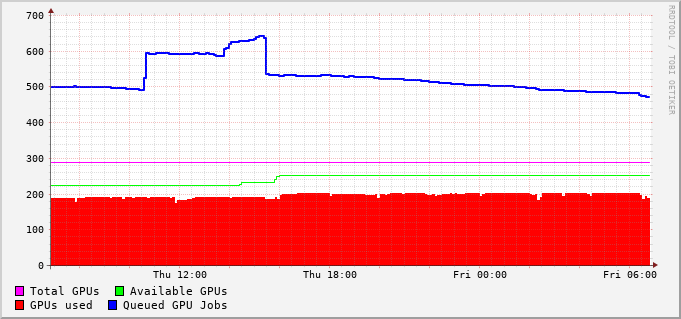 700
600
500
400
300
200
100
0
Thu 12:00 Thu 18:00 Fri 00:00 Fri 06:00
Total GPUs Available GPUs
GPUs used Queued GPU Jobs
RRDTOOL / TOBI OETIKER